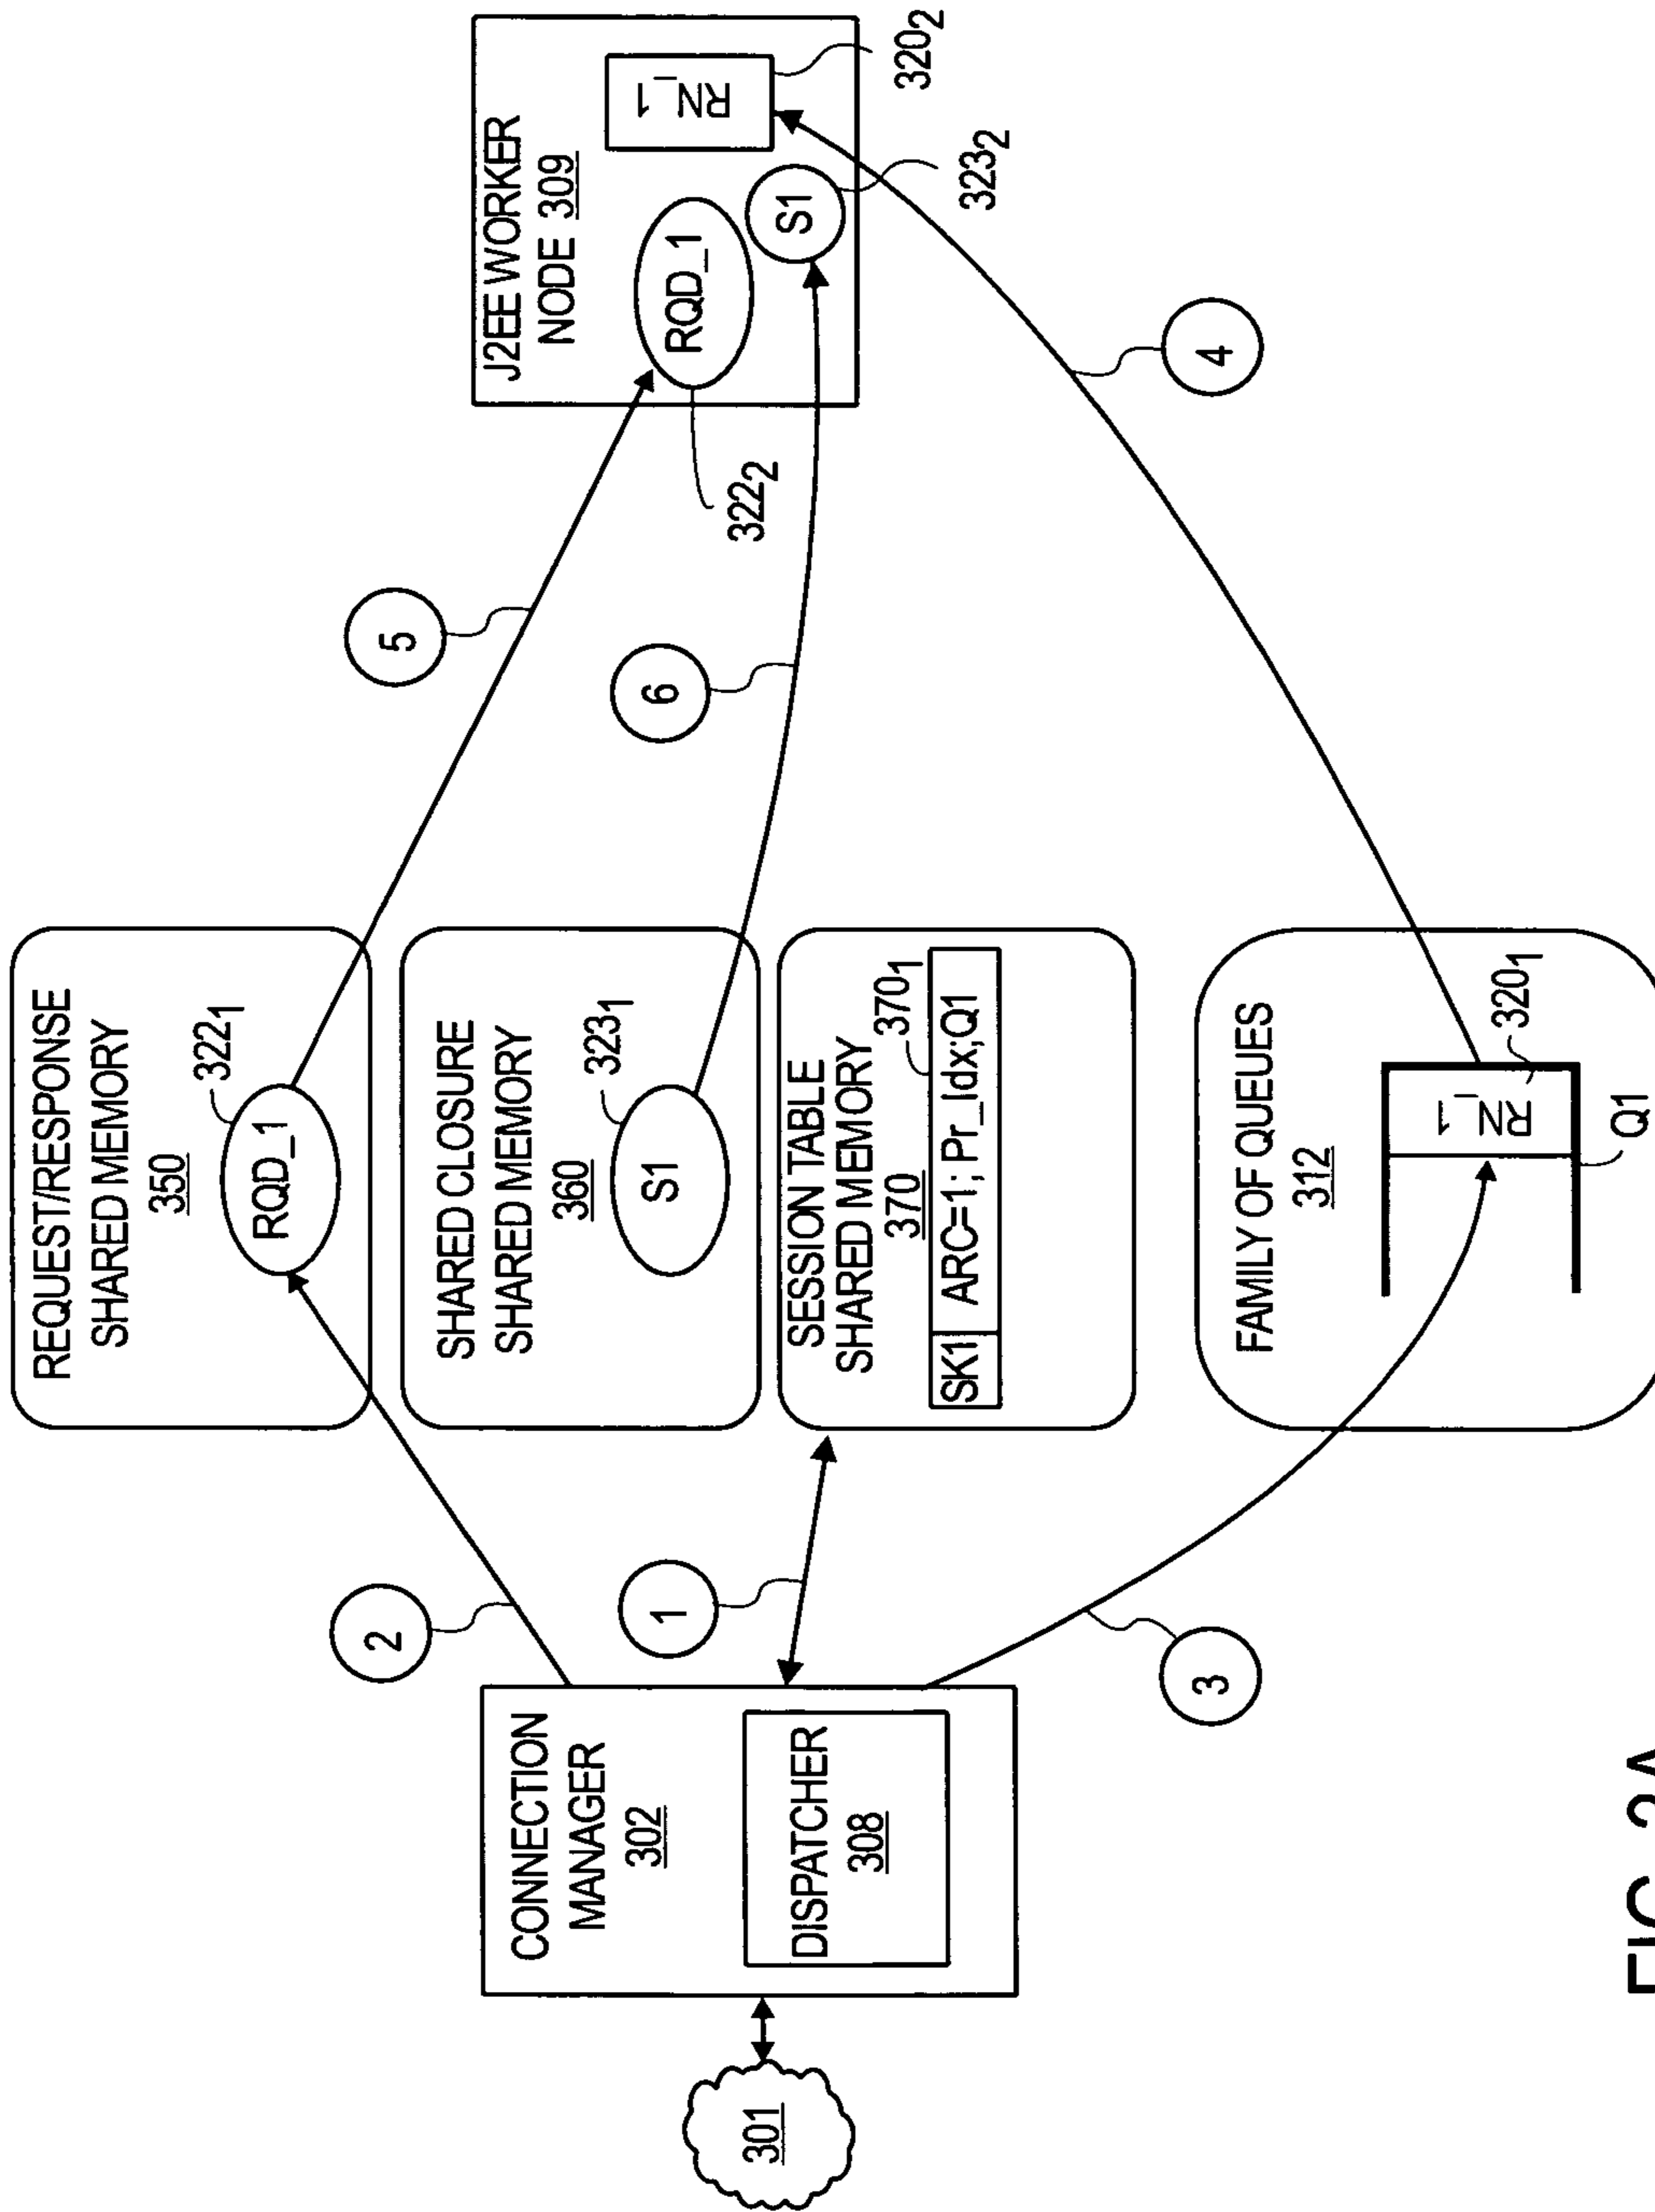 REQUEST/RESPONSE
SHARED MEMORY
350
RQD_1
322₁
SHARED CLOSURE
SHARED MEMORY
360
S1
323₁
SESSION TABLE
SHARED MEMORY
370
370₁
SK1 ARC=1; Pr_Idx;Q1
FAMILY OF QUEUES
312
RN_1
320₁
Q1
CONNECTION
MANAGER
302
DISPATCHER
308
301
J2EE WORKER
NODE 309
RQD_1
RN_1
S1
322₂
323₂
320₂
1
2
3
4
5
6
FIG